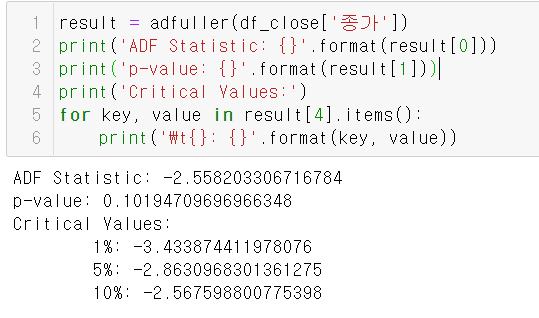 1 result = adfuller(df_close['종가'])
2 print('ADF Statistic: {}'.format(result[0]))
3 print('p-value: {}'.format(result[1]))
4 print('Critical Values:')
5 for key, value in result[4].items():
6     print('₩t{}: {}'.format(key, value))
ADF Statistic: -2.558203306716784
p-value: 0.10194709696966348
Critical Values:
1%: -3.433874411978076
5%: -2.8630968301361275
10%: -2.567598800775398